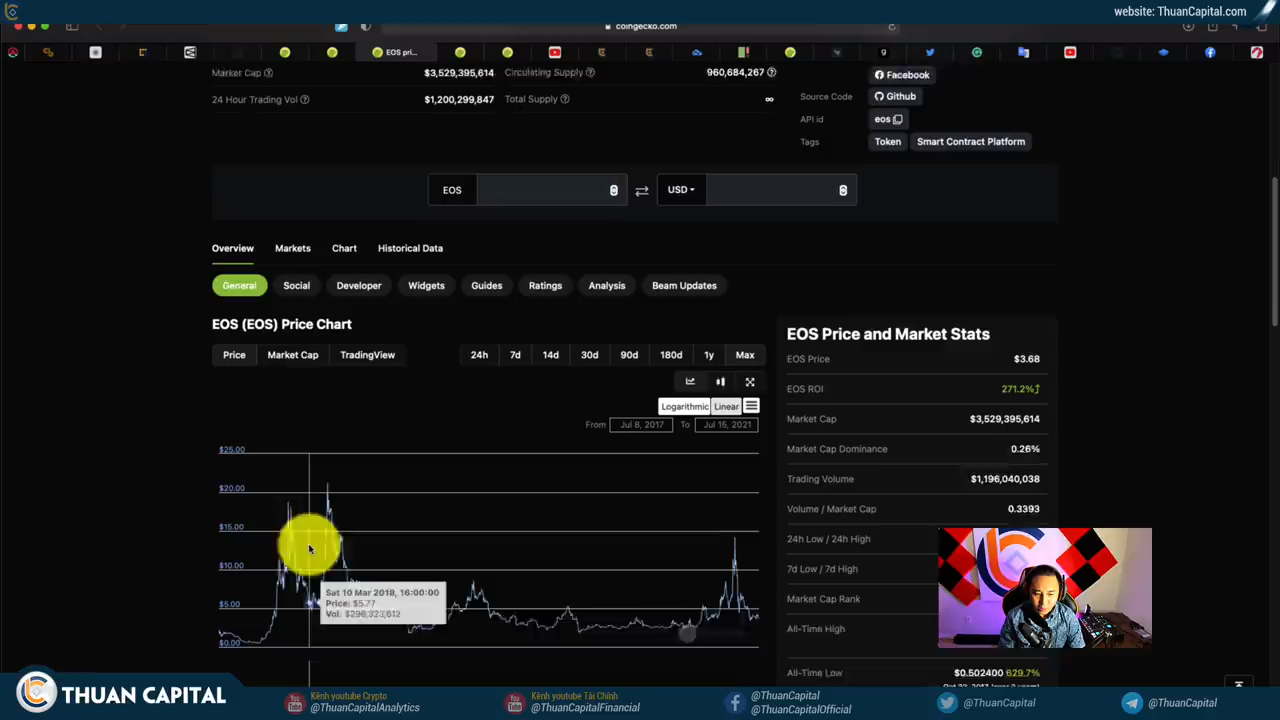 website: ThuanCapital.com
coingecko.com
EOS pri...
Market Cap
$3,529,395,614
Circulating Supply
960,684,267
Facebook
24 Hour Trading Vol
$1,200,299,847
Total Supply
∞
Source Code
Github
API id
eos
Tags
Token
Smart Contract Platform
EOS
USD
Overview
Markets
Chart
Historical Data
General
Social
Developer
Widgets
Guides
Ratings
Analysis
Beam Updates
EOS (EOS) Price Chart
Price
Market Cap
TradingView
24h
7d
14d
30d
90d
180d
1y
Max
Logarithmic
Linear
From
Jul 8, 2017
To
Jul 15, 2021
$25.00
$20.00
$15.00
$10.00
$5.00
$0.00
Sat 10 Mar 2018, 16:00:00
Price: $5.77
Vol: $296,323,612
EOS Price and Market Stats
EOS Price
$3.68
EOS ROI
271.2%
Market Cap
$3,529,395,614
Market Cap Dominance
0.26%
Trading Volume
$1,196,040,038
Volume / Market Cap
0.3393
24h Low / 24h High
7d Low / 7d High
Market Cap Rank
All-Time High
All-Time Low
$0.502400 629.7%
THUAN CAPITAL
Kênh youtube Crypto
@ThuanCapitalAnalytics
Kênh youtube Tài Chính
@ThuanCapitalFinancial
@ThuanCapital
@ThuanCapitalOfficial
@ThuanCapital
@ThuanCapital